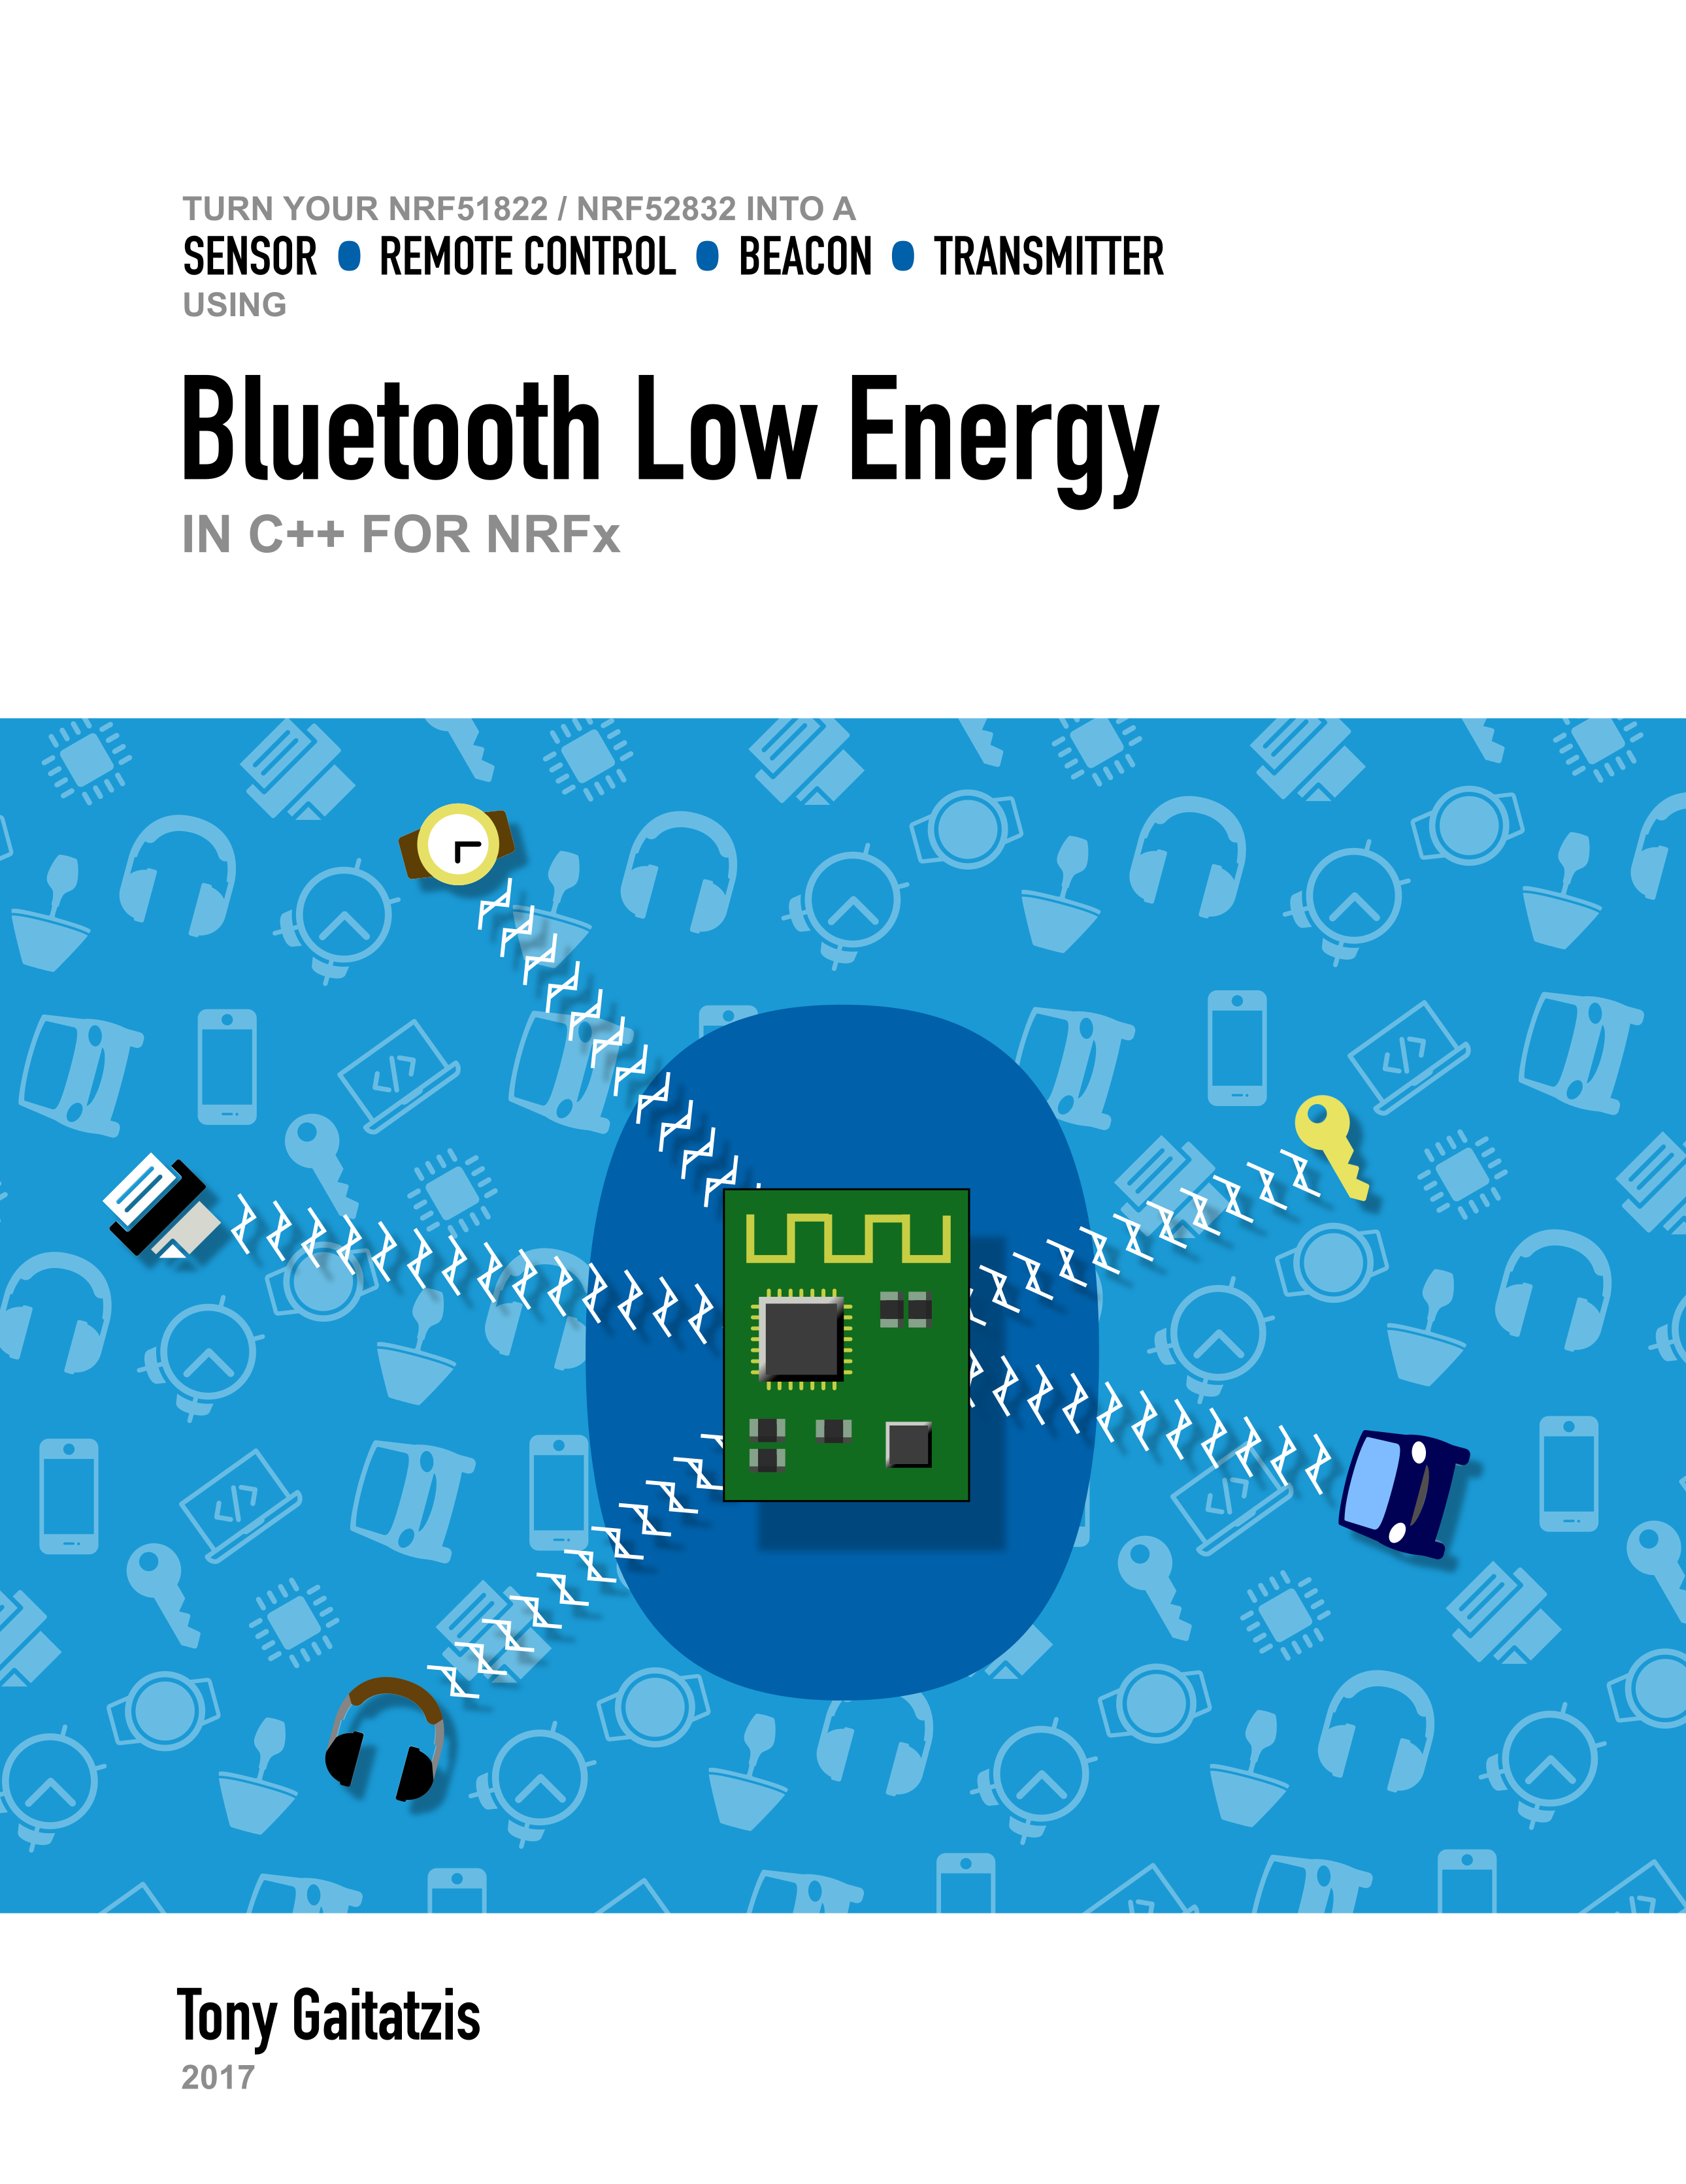 TURN YOUR NRF51822 / NRF52832 INTO A
SENSOR • REMOTE CONTROL • BEACON • TRANSMITTER
USING
Bluetooth Low Energy
IN C++ FOR NRFx
Tony Gaitatzis
2017